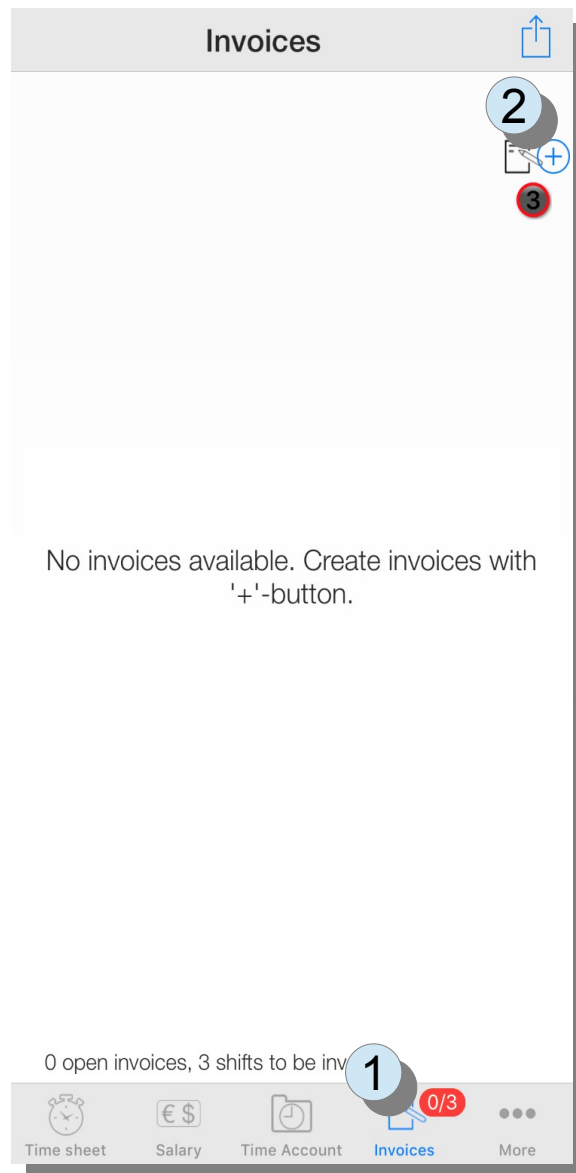 Invoices
2
3
No invoices available. Create invoices with
'+'-button.
0 open invoices, 3 shifts to be inv
1
0/3
€ $
Time sheet Salary Time Account Invoices More